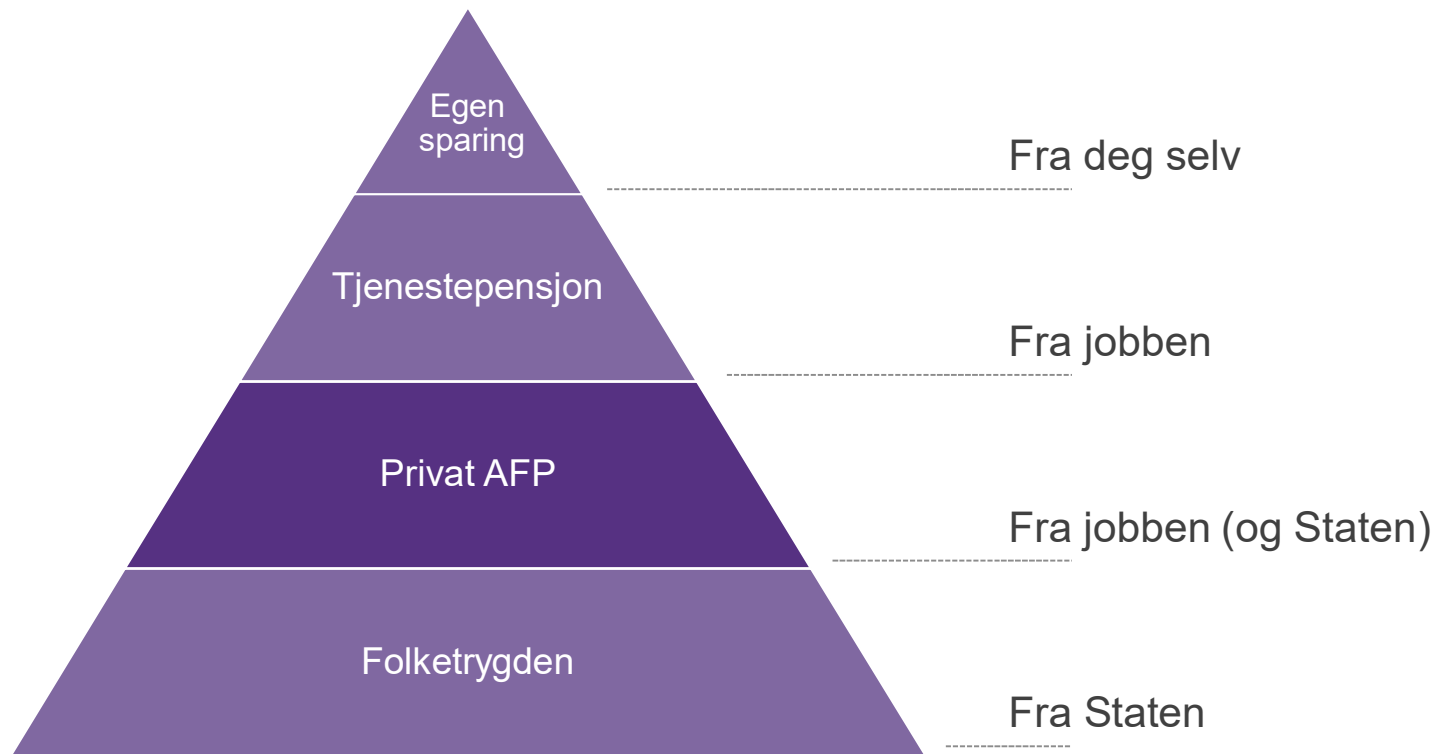 Egen
sparing
Fra deg selv
Tjenestepensjon
Fra jobben
Privat AFP
Fra jobben (og Staten)
Folketrygden
Fra Staten